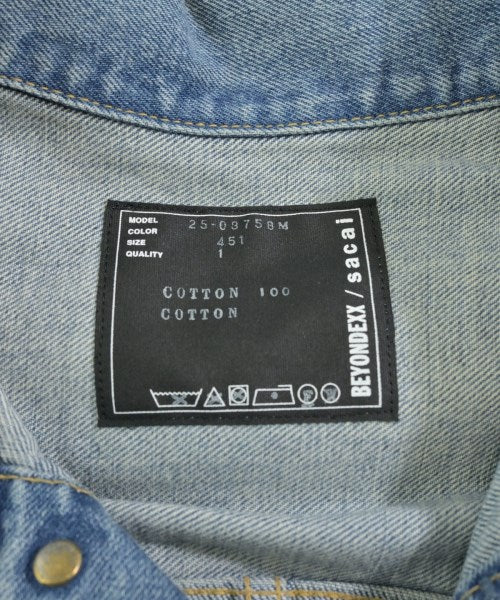 MODEL 25-03758M
COLOR 451
SIZE 1
QUALITY
COTTON 100
COTTON
BEYONDEXX / sacai